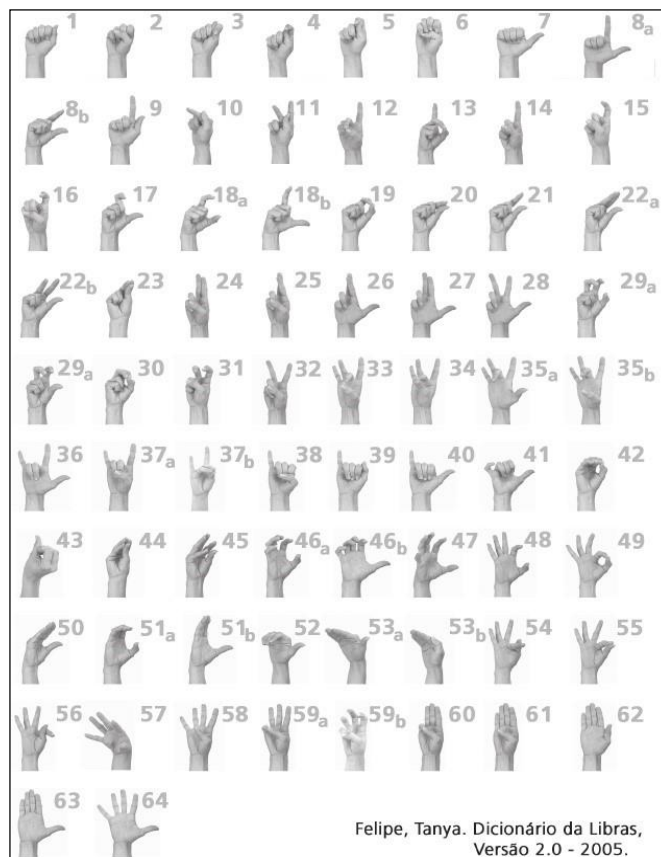 1 2 3 4 5 6 7 8a
8b 9 10 11 12 13 14 15
16 17 18a 18b 19 20 21 22a
22b 23 24 25 26 27 28 29a
29a 30 31 32 33 34 35a 35b
36 37a 37b 38 39 40 41 42
43 44 45 46a 46b 47 48 49
50 51a 51b 52 53a 53b 54 55
56 57 58 59a 59b 60 61 62
63 64
Felipe, Tanya. Dicionário da Libras,
Versão 2.0 - 2005.